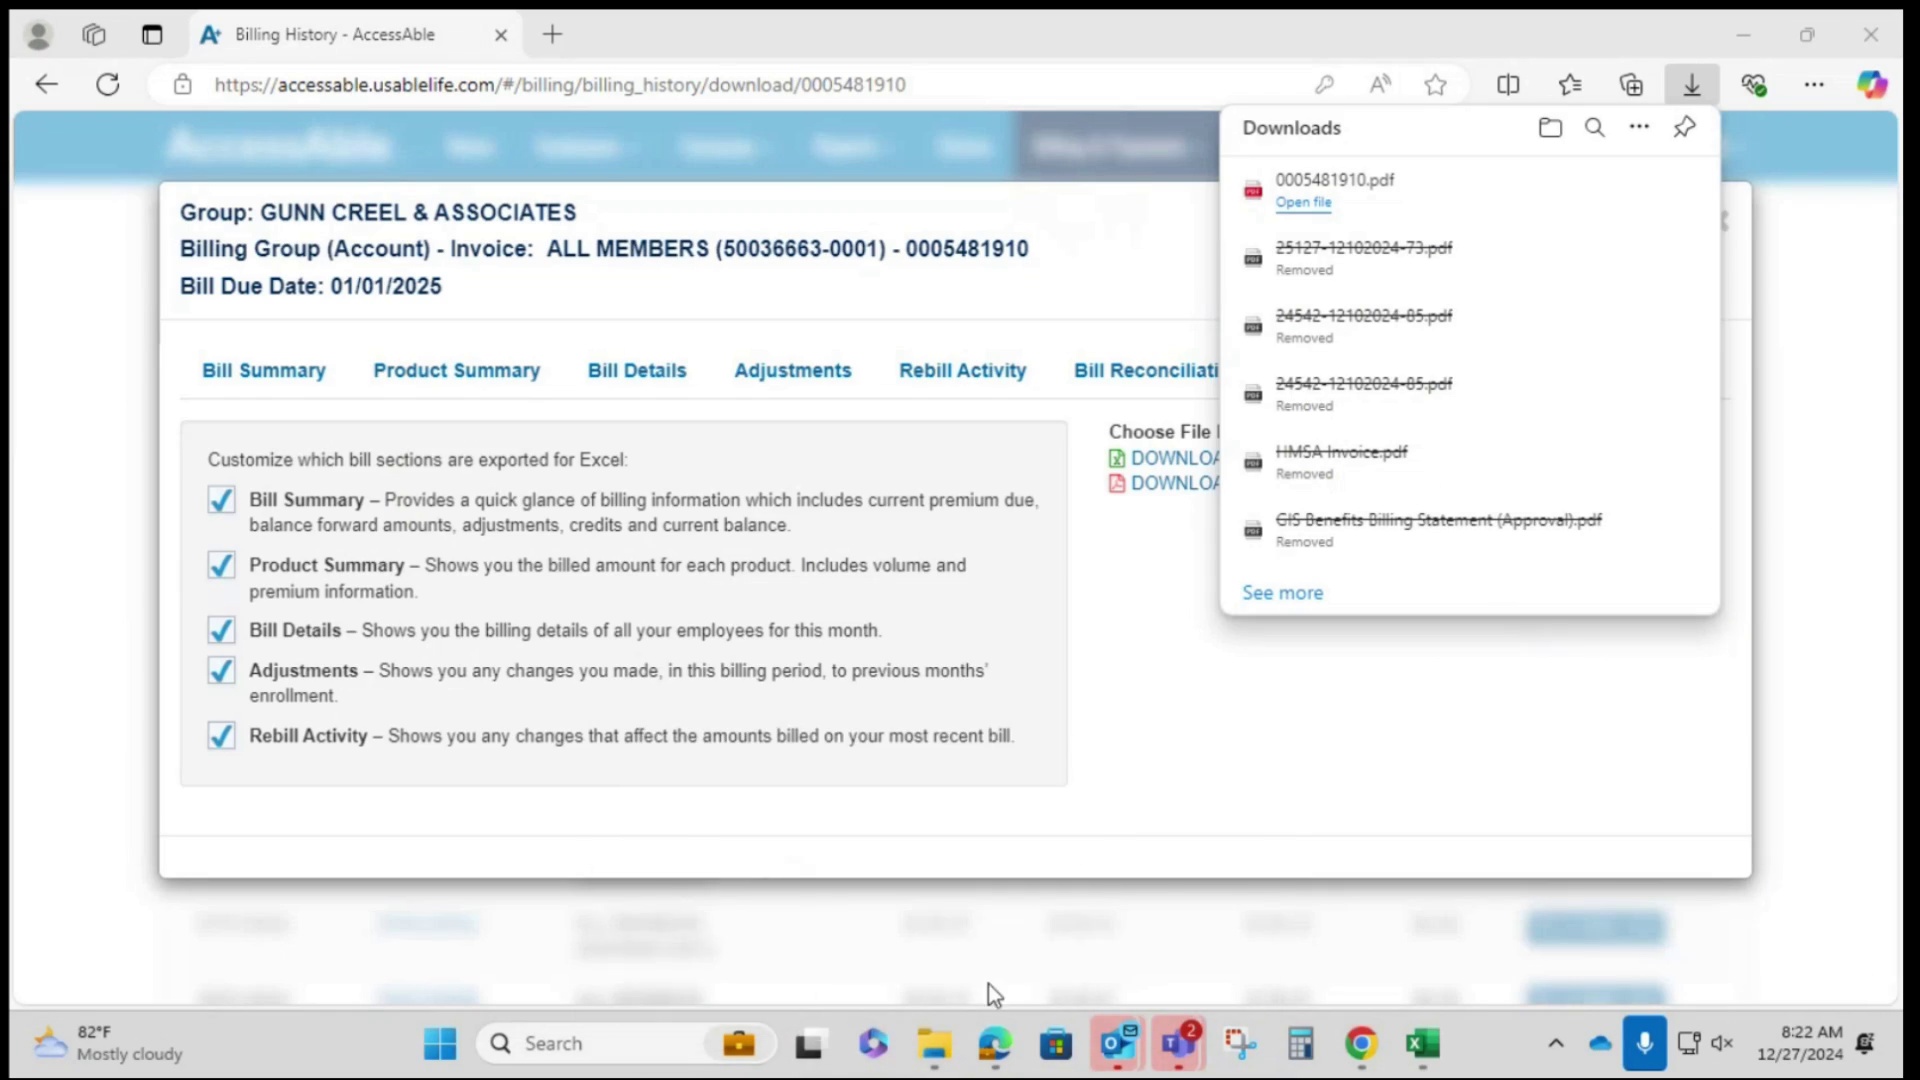 Billing History - AccessAble
https://accessable.usablelife.com/#/billing/billing_history/download/0005481910
Downloads
0005481910.pdf
Open file
25127-12102024-73.pdf
Removed
24542-12102024-85.pdf
Removed
24542-12102024-85.pdf
Removed
HMSA Invoice.pdf
Removed
GIS Benefits Billing Statement (Approval).pdf
Removed
See more
Group: GUNN CREEL & ASSOCIATES
Billing Group (Account) - Invoice: ALL MEMBERS (50036663-0001) - 0005481910
Bill Due Date: 01/01/2025
Bill Summary Product Summary Bill Details Adjustments Rebill Activity Bill Reconciliati
Customize which bill sections are exported for Excel:
Bill Summary – Provides a quick glance of billing information which includes current premium due,
balance forward amounts, adjustments, credits and current balance.
Product Summary – Shows you the billed amount for each product. Includes volume and
premium information.
Bill Details – Shows you the billing details of all your employees for this month.
Adjustments – Shows you any changes you made, in this billing period, to previous months'
enrollment.
Rebill Activity – Shows you any changes that affect the amounts billed on your most recent bill.
Choose File
DOWNLOA
DOWNLOA
82°F
Mostly cloudy
Search
2
8:22 AM
12/27/2024